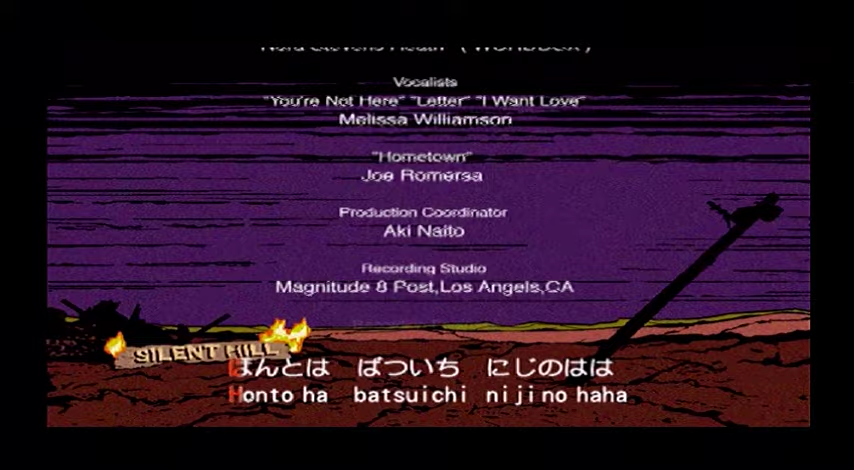 Vocalists
"You're Not Here" "Letter" "I Want Love"
Melissa Williamson
"Hometown"
Joe Romersa
Production Coordinator
Aki Naito
Recording Studio
Magnitude 8 Post,Los Angels,CA
SILENT HILL
ほんとは ばついち にじのはは
Honto ha batsuichi niji no haha